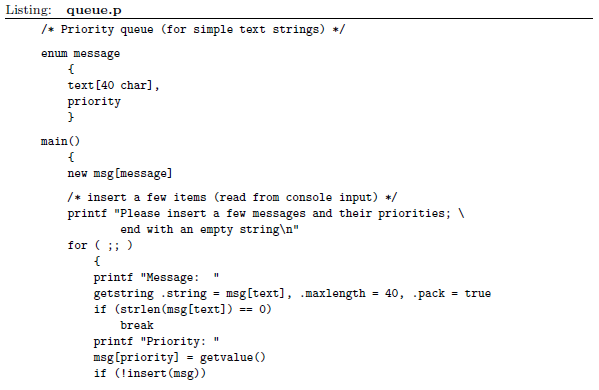 Listing: queue.p
/* Priority queue (for simple text strings) */
enum message
{
text[40 char],
priority
}
main()
{
new msg[message]
/* insert a few items (read from console input) */
printf "Please insert a few messages and their priorities; \
end with an empty string\n"
for ( ;; )
{
printf "Message: "
getstring .string = msg[text], .maxlength = 40, .pack = true
if (strlen(msg[text]) == 0)
break
printf "Priority: "
msg[priority] = getvalue()
if (!insert(msg))